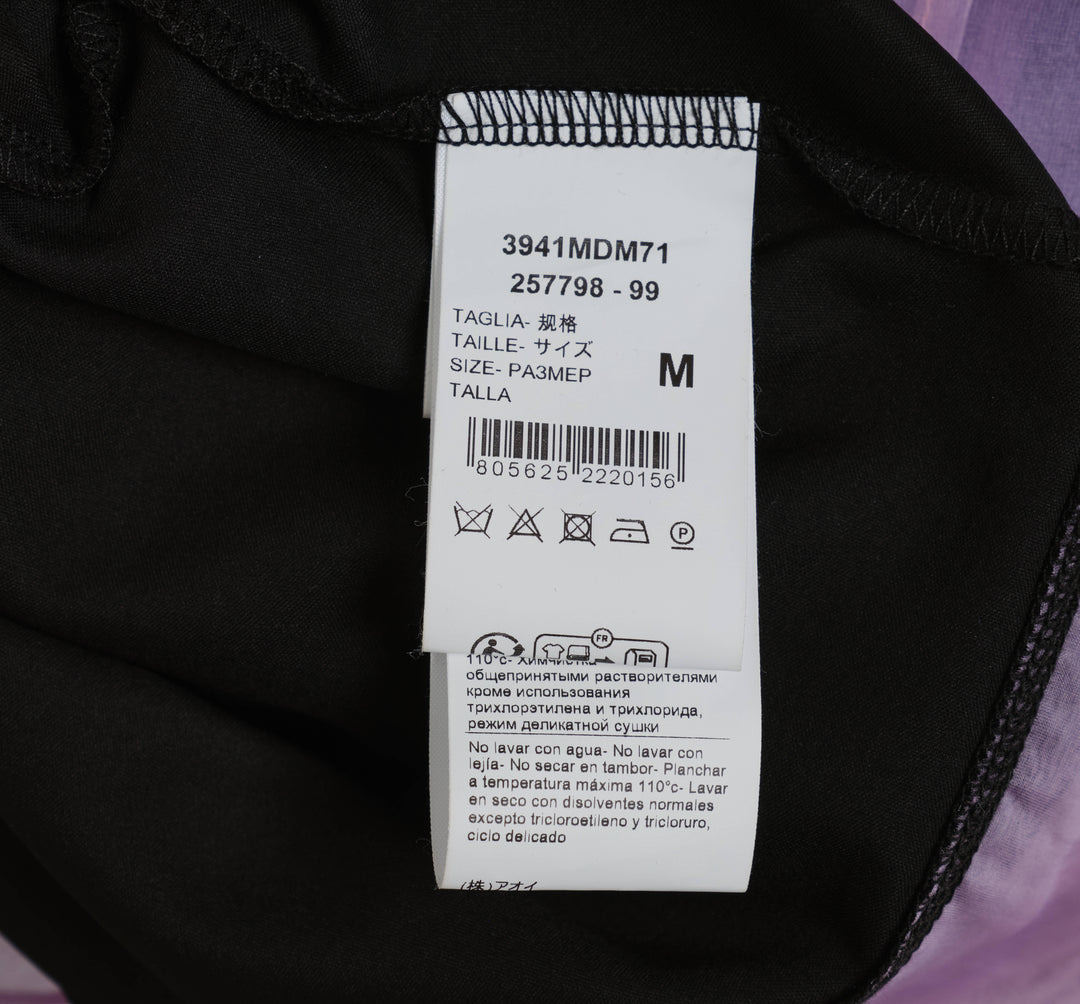 3941MDM71
257798 - 99
TAGLIA- 规格
TAILLE- サイズ
SIZE- РАЗМЕР
TALLA
M
805625 2220156
P
FR
110°c- Химчистка
общепринятыми растворителями
кроме использования
трихлорэтилена и трихлорида,
режим деликатной сушки
No lavar con agua- No lavar con
lejía- No secar en tambor- Planchar
a temperatura máxima 110°c- Lavar
en seco con disolventes normales
excepto tricloroetileno y tricloruro,
ciclo delicado
(株)アオイ